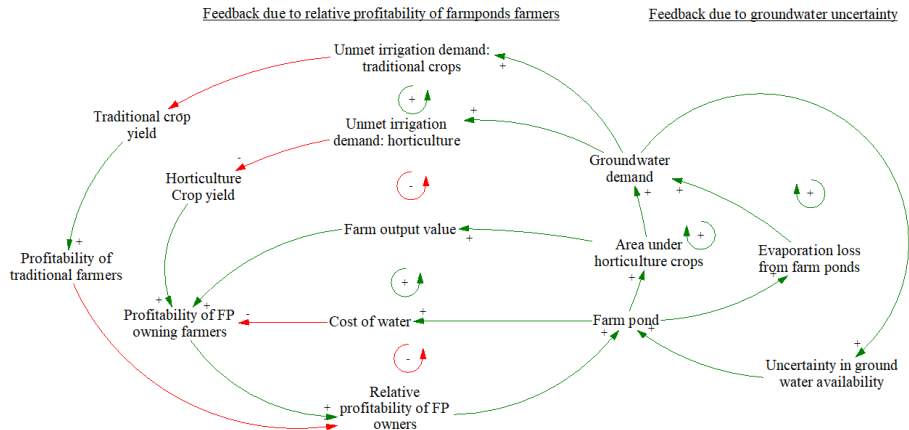 Feedback due to relative profitability of farmponds farmers
Feedback due to groundwater uncertainty
Unmet irrigation demand:
traditional crops
+
+
Traditional crop
yield
Unmet irrigation
demand: horticulture
+
-
Horticulture
Crop yield
-
Groundwater
demand
+
+
+
Farm output value
+
Area under
horticulture crops
+
Evaporation loss
from farm ponds
+
+
Profitability of
traditional farmers
+
+
+
+
Profitability of FP
owning farmers
-
Cost of water
+
Farm pond
+
+
-
Relative
profitability of FP
owners
+
+
Uncertainty in ground
water availability